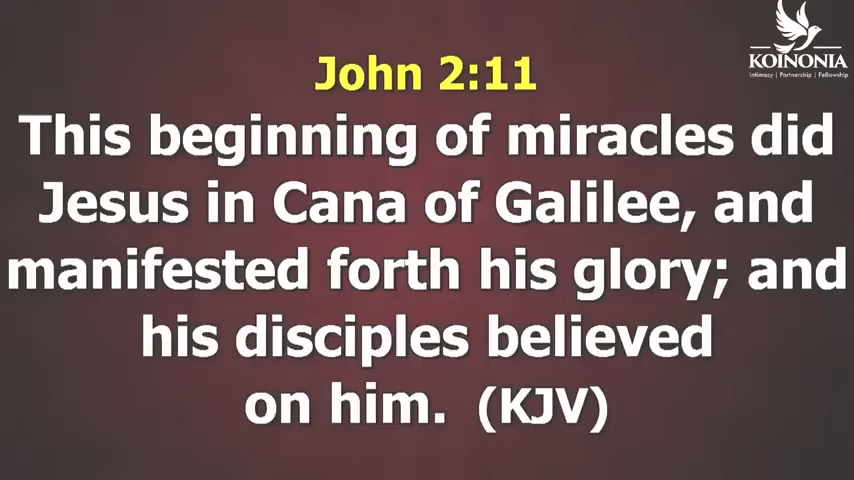 KOINONIA
Intimacy | Partnership | Fellowship
John 2:11
This beginning of miracles did
Jesus in Cana of Galilee, and
manifested forth his glory; and
his disciples believed
on him. (KJV)